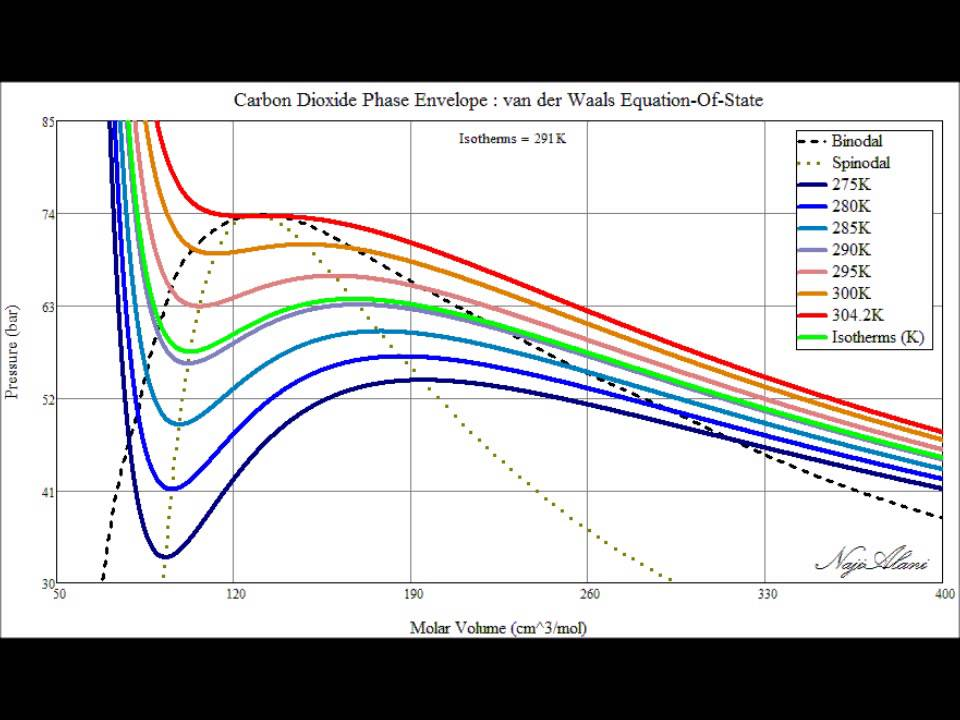 Carbon Dioxide Phase Envelope : van der Waals Equation-Of-State
Isotherms = 291K
Binodal
Spinodal
275K
280K
285K
290K
295K
300K
304.2K
Isotherms (K)
Pressure (bar)
85
74
63
52
41
30
50
120
190
260
330
400
Molar Volume (cm^3/mol)
Naji Alani